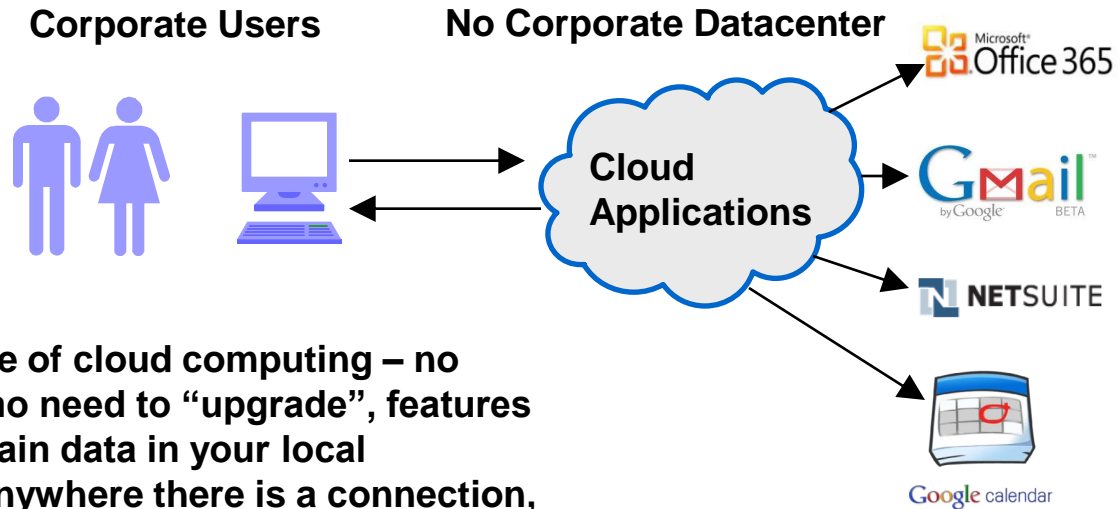 Corporate Users
No Corporate Datacenter
Microsoft®
Office 365
Cloud
Applications
Gmail™
by Google BETA
NETSUITE
e of cloud computing – no
no need to “upgrade”, features
ain data in your local
nywhere there is a connection,
Google calendar